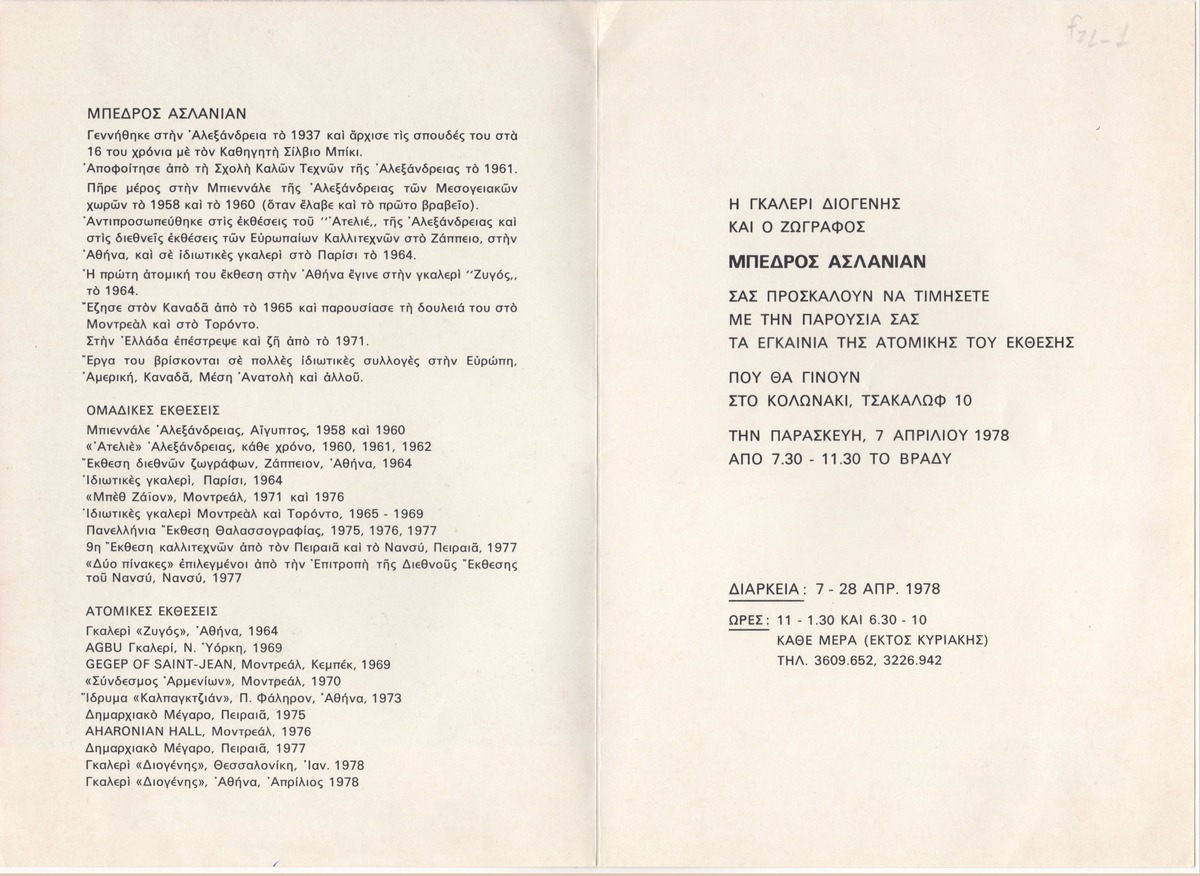 ΜΠΕΔΡΟΣ ΑΣΛΑΝΙΑΝ
Γεννήθηκε στὴν Ἀλεξάνδρεια τὸ 1937 καὶ ἄρχισε τὶς σπουδές του στὰ
16 του χρόνια μὲ τὸν Καθηγητὴ Σίλβιο Μπίκι.
Ἀποφοίτησε ἀπὸ τὴ Σχολὴ Καλῶν Τεχνῶν τῆς Ἀλεξάνδρειας τὸ 1961.
Πῆρε μέρος στὴν Μπιεννάλε τῆς Ἀλεξάνδρειας τῶν Μεσογειακῶν
χωρῶν τὸ 1958 καὶ τὸ 1960 (ὅταν ἔλαβε καὶ τὸ πρῶτο βραβεῖο).
Ἀντιπροσωπεύθηκε στὶς ἐκθέσεις τοῦ "Ἀτελιέ,, τῆς Ἀλεξάνδρειας καὶ
στὶς διεθνεῖς ἐκθέσεις τῶν Εὐρωπαίων Καλλιτεχνῶν στὸ Ζάππειο, στὴν
Ἀθήνα, καὶ σὲ ἰδιωτικὲς γκαλερὶ στὸ Παρίσι τὸ 1964.
Ἡ πρώτη ἀτομική του ἔκθεση στὴν Ἀθήνα ἔγινε στὴν γκαλερὶ "Ζυγός,,
τὸ 1964.
Ἔζησε στὸν Καναδᾶ ἀπὸ τὸ 1965 καὶ παρουσίασε τὴ δουλειά του στὸ
Μοντρεὰλ καὶ στὸ Τορόντο.
Στὴν Ἑλλάδα ἐπέστρεψε καὶ ζῆ ἀπὸ τὸ 1971.
Ἔργα του βρίσκονται σὲ πολλὲς ἰδιωτικὲς συλλογὲς στὴν Εὐρώπη,
Ἀμερική, Καναδᾶ, Μέση Ἀνατολὴ καὶ ἀλλοῦ.
ΟΜΑΔΙΚΕΣ ΕΚΘΕΣΕΙΣ
Μπιεννάλε Ἀλεξάνδρειας, Αἴγυπτος, 1958 καὶ 1960
«Ἀτελιὲ» Ἀλεξάνδρειας, κάθε χρόνο, 1960, 1961, 1962
Ἔκθεση διεθνῶν ζωγράφων, Ζάππειον, Ἀθήνα, 1964
Ἰδιωτικὲς γκαλερί, Παρίσι, 1964
«Μπὲθ Ζάϊον», Μοντρεάλ, 1971 καὶ 1976
Ἰδιωτικὲς γκαλερὶ Μοντρεὰλ καὶ Τορόντο, 1965 - 1969
Πανελλήνια Ἔκθεση Θαλασσογραφίας, 1975, 1976, 1977
9η Ἔκθεση καλλιτεχνῶν ἀπὸ τὸν Πειραιᾶ καὶ τὸ Νανσύ, Πειραιᾶ, 1977
«Δύο πίνακες» ἐπιλεγμένοι ἀπὸ τὴν Ἐπιτροπὴ τῆς Διεθνοῦς Ἔκθεσης
τοῦ Νανσύ, Νανσύ, 1977
ΑΤΟΜΙΚΕΣ ΕΚΘΕΣΕΙΣ
Γκαλερὶ «Ζυγός», Ἀθήνα, 1964
AGBU Γκαλερί, Ν. Ὑόρκη, 1969
GEGEP OF SAINT-JEAN, Μοντρεάλ, Κεμπέκ, 1969
«Σύνδεσμος Ἀρμενίων», Μοντρεάλ, 1970
Ἵδρυμα «Καλπαγκτζιάν», Π. Φάληρον, Ἀθήνα, 1973
Δημαρχιακὸ Μέγαρο, Πειραιᾶ, 1975
AHARONIAN HALL, Μοντρεάλ, 1976
Δημαρχιακὸ Μέγαρο, Πειραιᾶ, 1977
Γκαλερὶ «Διογένης», Θεσσαλονίκη, Ἰαν. 1978
Γκαλερὶ «Διογένης», Ἀθήνα, Ἀπρίλιος 1978
Η ΓΚΑΛΕΡΙ ΔΙΟΓΕΝΗΣ
ΚΑΙ Ο ΖΩΓΡΑΦΟΣ
ΜΠΕΔΡΟΣ ΑΣΛΑΝΙΑΝ
ΣΑΣ ΠΡΟΣΚΑΛΟΥΝ ΝΑ ΤΙΜΗΣΕΤΕ
ΜΕ ΤΗΝ ΠΑΡΟΥΣΙΑ ΣΑΣ
ΤΑ ΕΓΚΑΙΝΙΑ ΤΗΣ ΑΤΟΜΙΚΗΣ ΤΟΥ ΕΚΘΕΣΗΣ
ΠΟΥ ΘΑ ΓΙΝΟΥΝ
ΣΤΟ ΚΟΛΩΝΑΚΙ, ΤΣΑΚΑΛΩΦ 10
ΤΗΝ ΠΑΡΑΣΚΕΥΗ, 7 ΑΠΡΙΛΙΟΥ 1978
ΑΠΟ 7.30 - 11.30 ΤΟ ΒΡΑΔΥ
ΔΙΑΡΚΕΙΑ: 7 - 28 ΑΠΡ. 1978
ΩΡΕΣ: 11 - 1.30 ΚΑΙ 6.30 - 10
ΚΑΘΕ ΜΕΡΑ (ΕΚΤΟΣ ΚΥΡΙΑΚΗΣ)
ΤΗΛ. 3609.652, 3226.942